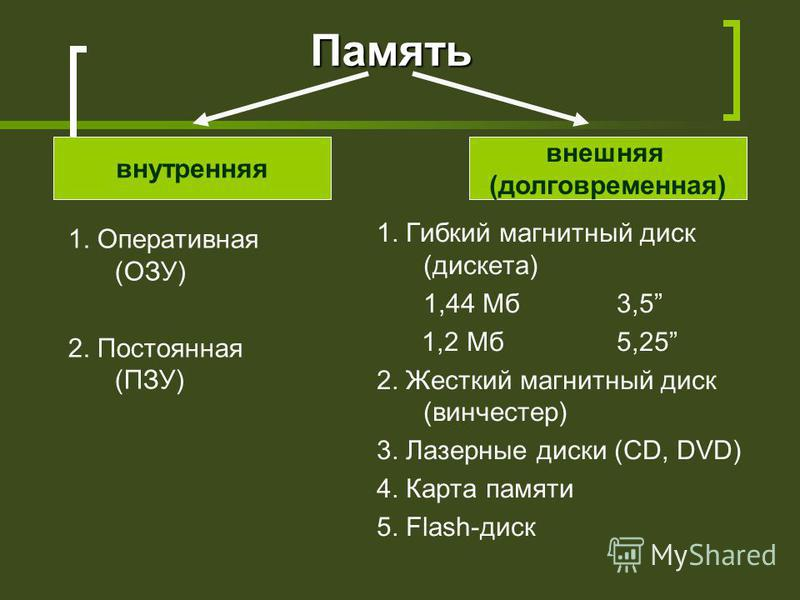 Память
внутренняя
1. Оперативная
(ОЗУ)
2. Постоянная
(ПЗУ)
внешняя
(долговременная)
1. Гибкий магнитный диск
(дискета)
1,44 Мб 3,5”
1,2 Мб 5,25”
2. Жесткий магнитный диск
(винчестер)
3. Лазерные диски (CD, DVD)
4. Карта памяти
5. Flash-диск
MyShared